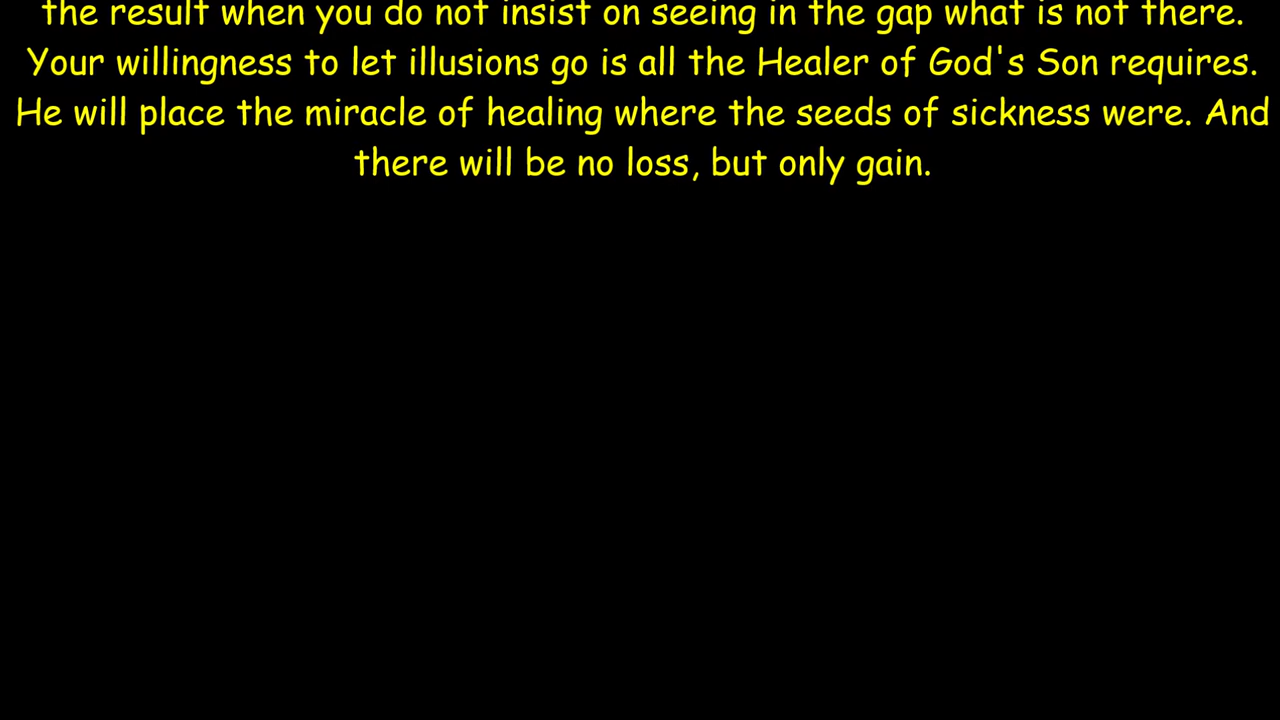 the result when you do not insist on seeing in the gap what is not there.
Your willingness to let illusions go is all the Healer of God's Son requires.
He will place the miracle of healing where the seeds of sickness were. And
there will be no loss, but only gain.